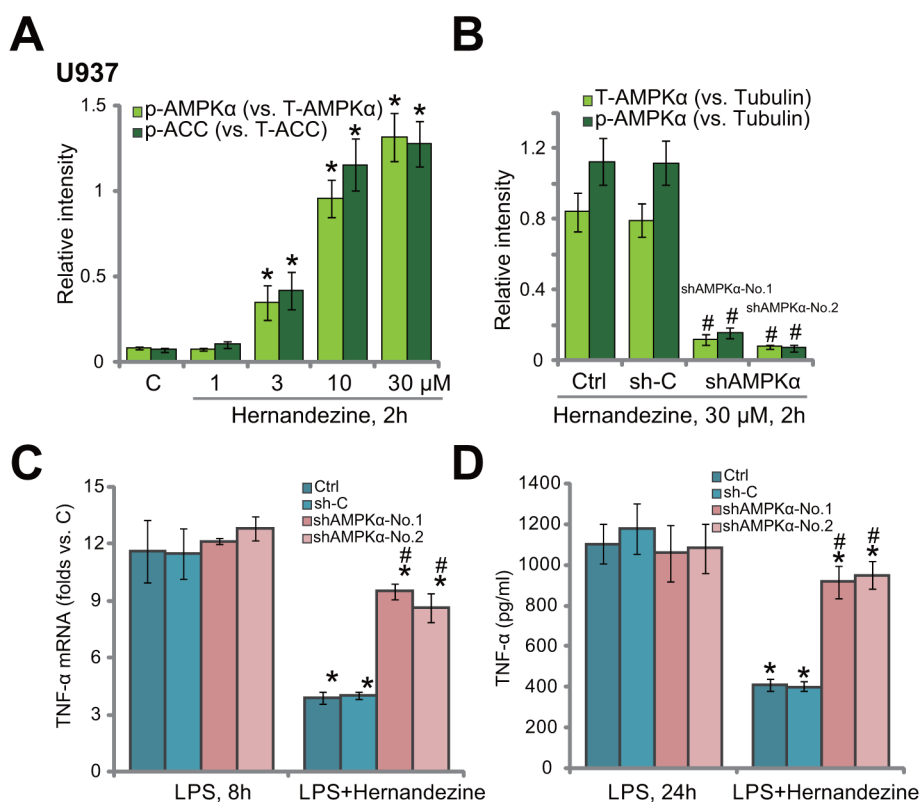 A
U937
p-AMPKα (vs. T-AMPKα)
p-ACC (vs. T-ACC)
Relative intensity
1.5
1
0.5
0
* * * * * *
C 1 3 10 30 μM
Hernandezine, 2h
B
T-AMPKα (vs. Tubulin)
p-AMPKα (vs. Tubulin)
Relative intensity
1.2
0.8
0.4
0
shAMPKα-No.1
shAMPKα-No.2
# # # #
Ctrl sh-C shAMPKα
Hernandezine, 30 μM, 2h
C
Ctrl
sh-C
shAMPKα-No.1
shAMPKα-No.2
TNF-α mRNA (folds vs. C)
15
12
9
6
3
0
# #
* * * *
LPS, 8h LPS+Hernandezine
D
Ctrl
sh-C
shAMPKα-No.1
shAMPKα-No.2
TNF-α (pg/ml)
1400
1200
1000
800
600
400
200
0
# #
* * * *
LPS, 24h LPS+Hernandezine